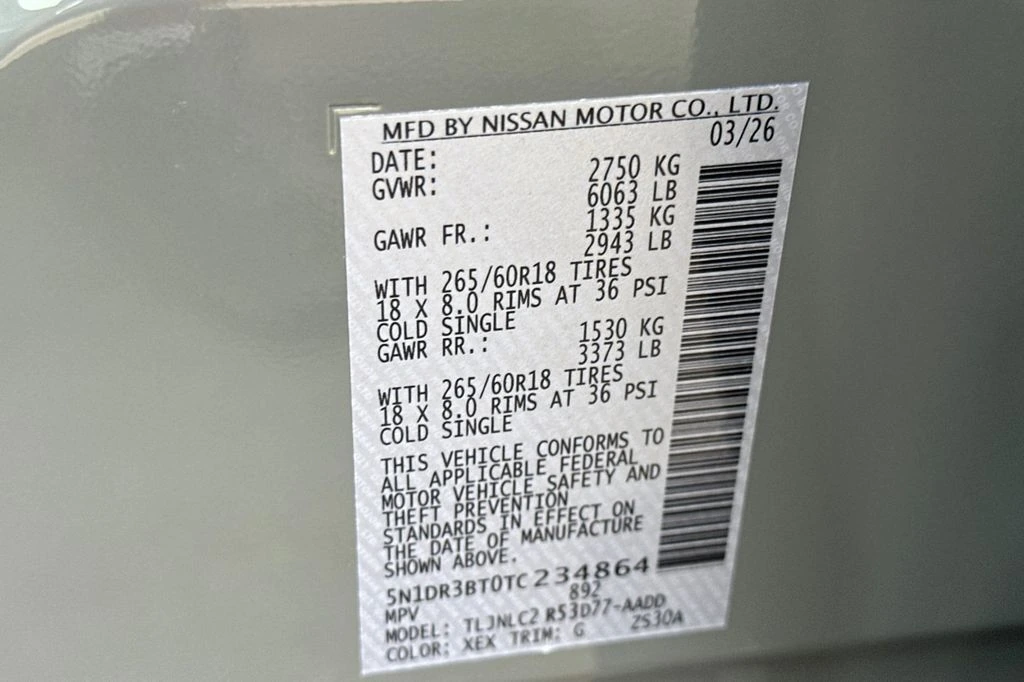 MFD BY NISSAN MOTOR CO., LTD.
DATE: 03/26
GVWR: 2750 KG
6063 LB
GAWR FR.: 1335 KG
2943 LB
WITH 265/60R18 TIRES
18 X 8.0 RIMS AT 36 PSI
COLD SINGLE
GAWR RR.: 1530 KG
3373 LB
WITH 265/60R18 TIRES
18 X 8.0 RIMS AT 36 PSI
COLD SINGLE
THIS VEHICLE CONFORMS TO
ALL APPLICABLE FEDERAL
MOTOR VEHICLE SAFETY AND
THEFT PREVENTION
STANDARDS IN EFFECT ON
THE DATE OF MANUFACTURE
SHOWN ABOVE.
5N1DR3BT0TC234864
MPV 892
MODEL: TLJNLC2 R53D77-AADD
COLOR: XEX TRIM: G ZS30A